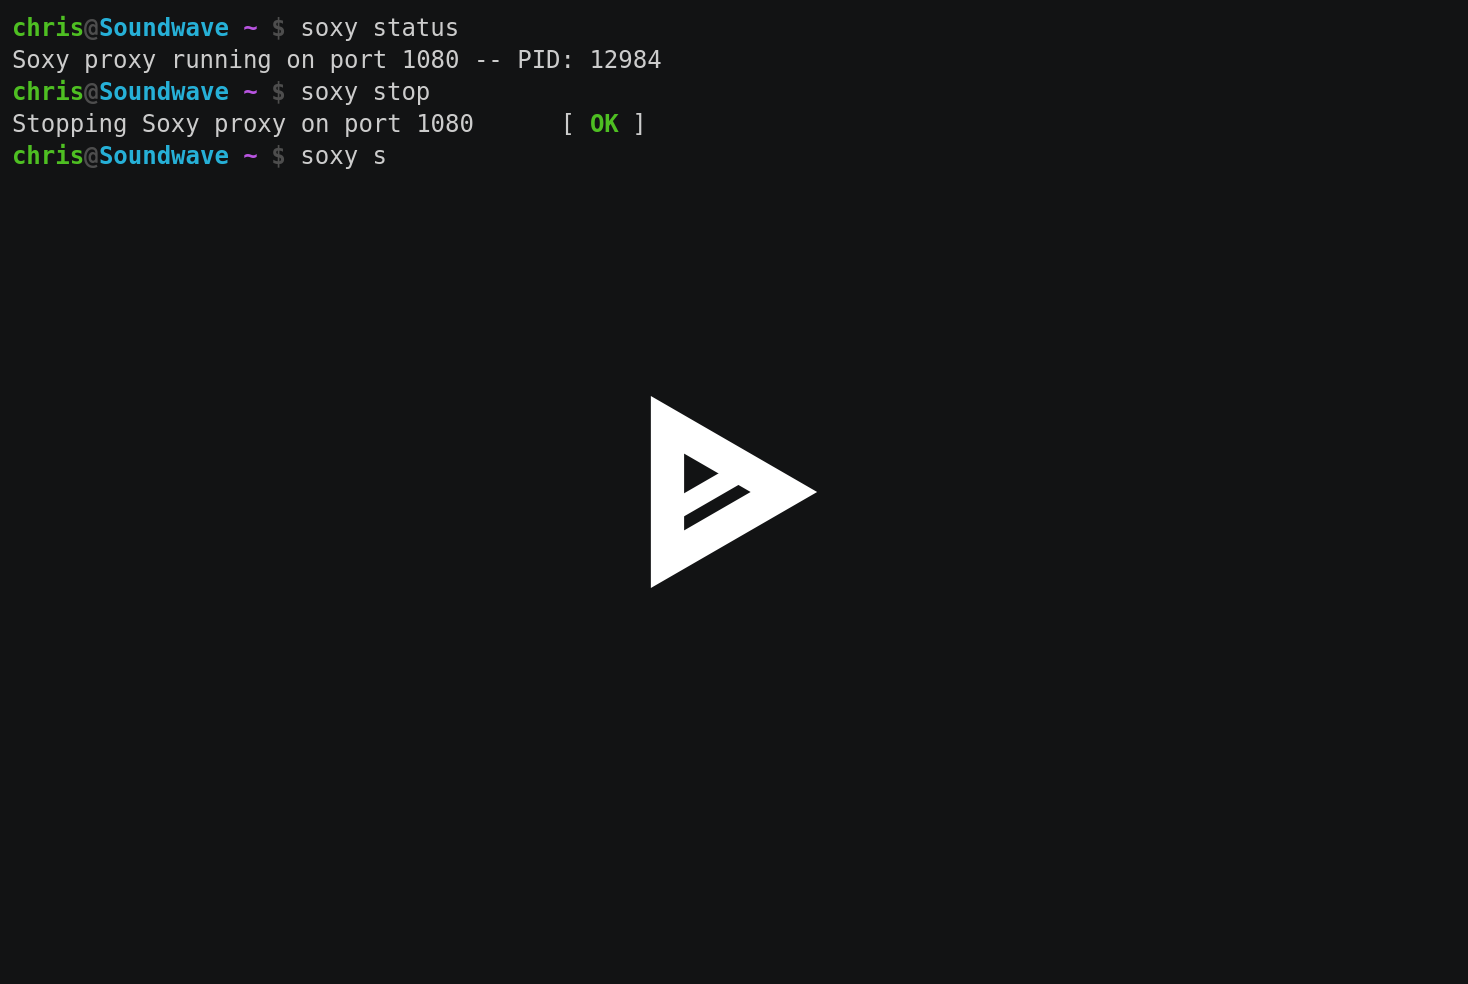 chris@Soundwave ~ $ soxy status
Soxy proxy running on port 1080 -- PID: 12984
chris@Soundwave ~ $ soxy stop
Stopping Soxy proxy on port 1080      [ OK ]
chris@Soundwave ~ $ soxy s